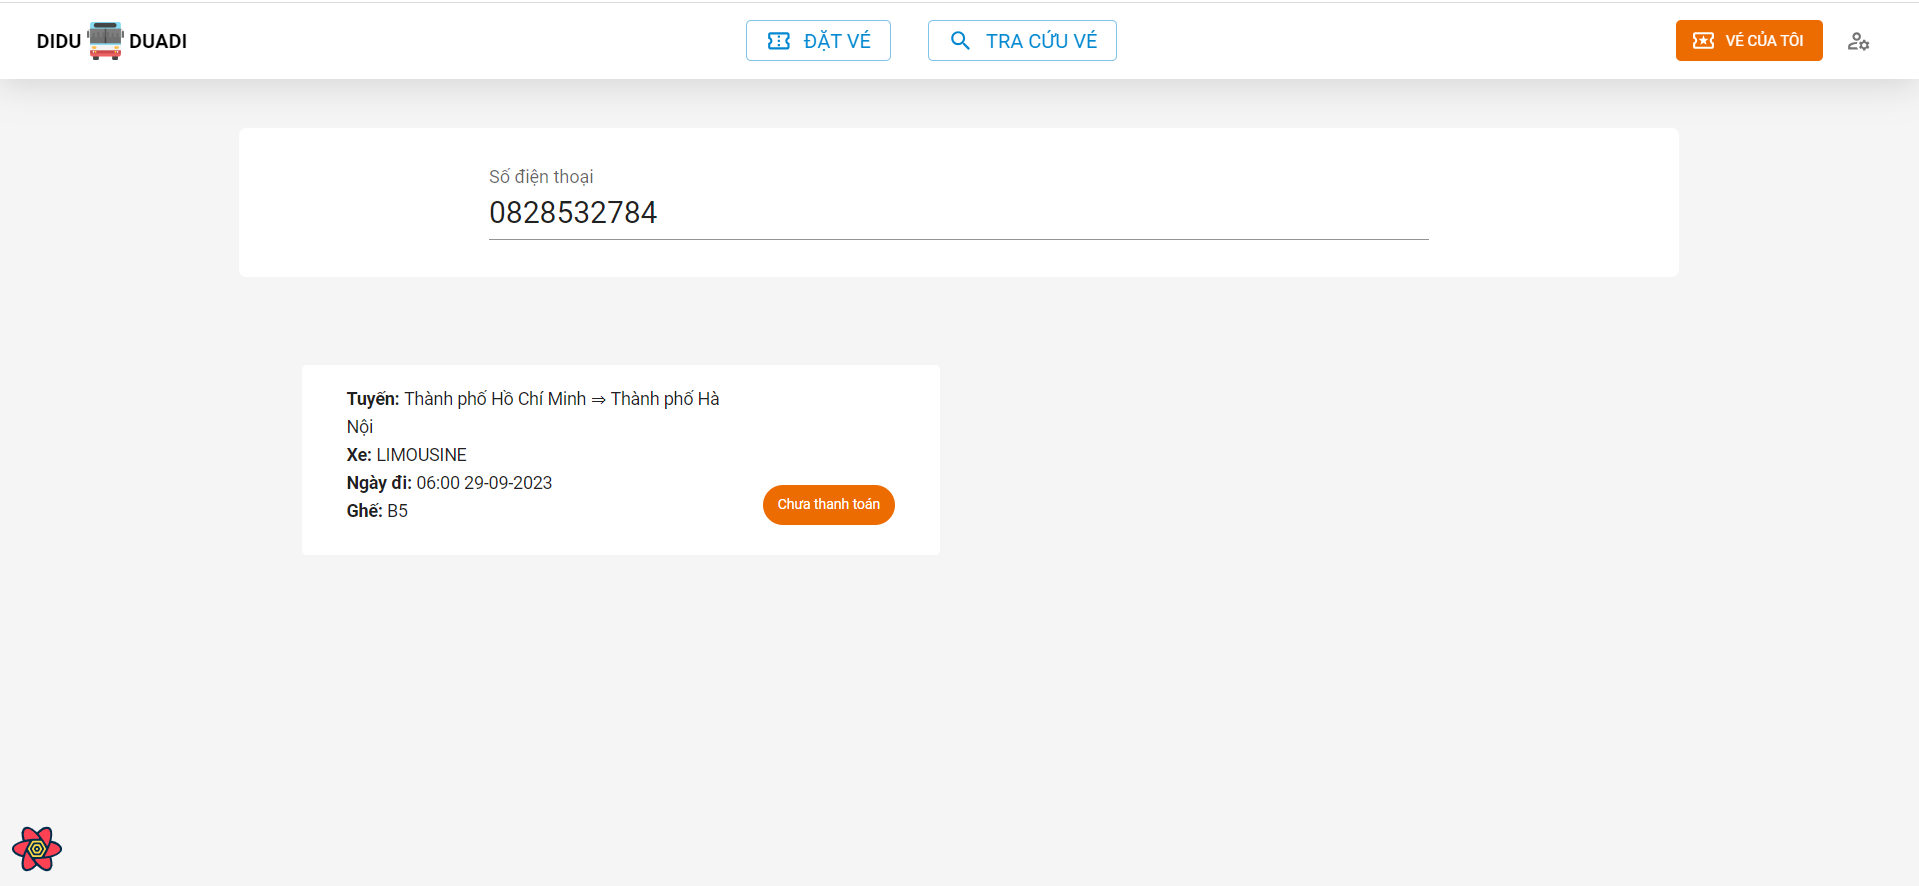 DIDU DUADI
ĐẶT VÉ
TRA CỨU VÉ
VÉ CỦA TÔI
Số điện thoại
0828532784
Tuyến: Thành phố Hồ Chí Minh ⇒ Thành phố Hà
Nội
Xe: LIMOUSINE
Ngày đi: 06:00 29-09-2023
Ghế: B5
Chưa thanh toán